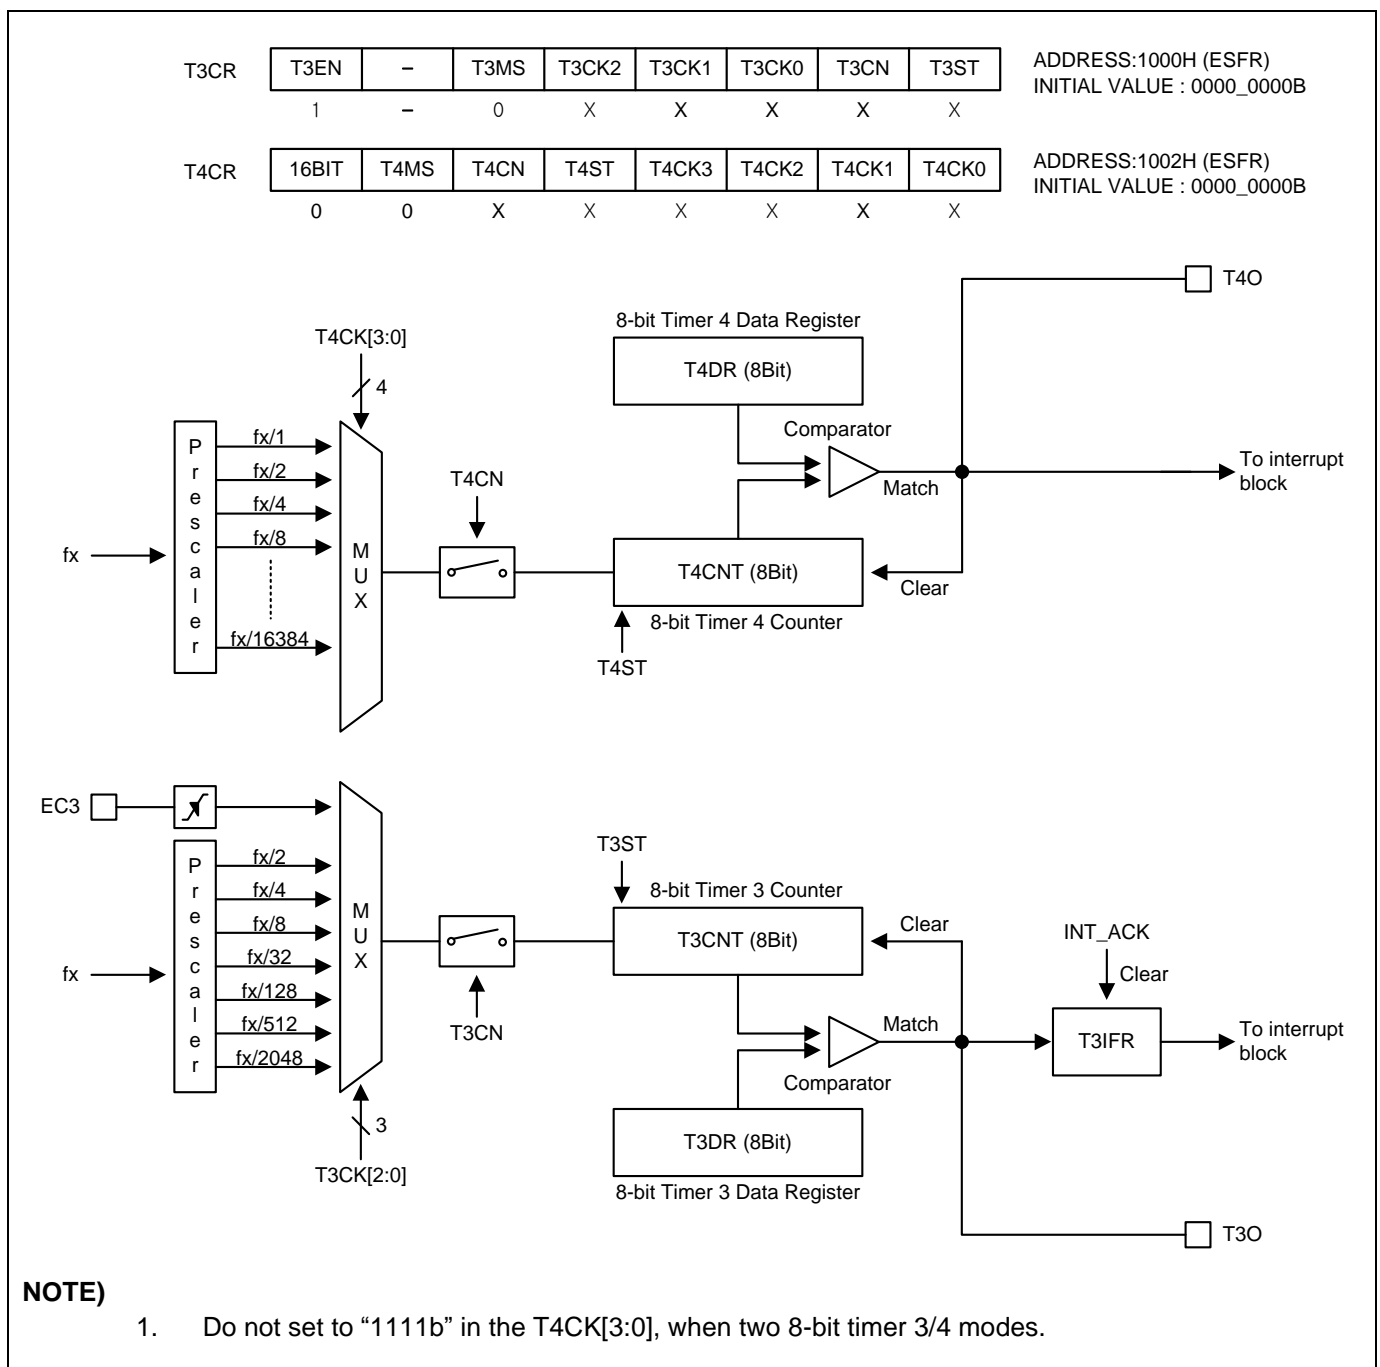 T3CR T3EN – T3MS T3CK2 T3CK1 T3CK0 T3CN T3ST ADDRESS:1000H (ESFR)
INITIAL VALUE : 0000_0000B
1 – 0 X X X X X
T4CR 16BIT T4MS T4CN T4ST T4CK3 T4CK2 T4CK1 T4CK0 ADDRESS:1002H (ESFR)
INITIAL VALUE : 0000_0000B
0 0 X X X X X X
T4O
8-bit Timer 4 Data Register
T4CK[3:0]
T4DR (8Bit)
4
Comparator
Prescaler
fx/1
fx/2
fx/4
fx/8
fx/16384
fx
MUX
T4CN
Match
To interrupt
block
T4CNT (8Bit)
Clear
8-bit Timer 4 Counter
T4ST
EC3
Prescaler
fx/2
fx/4
fx/8
fx/32
fx/128
fx/512
fx/2048
fx
MUX
T3CN
T3ST
8-bit Timer 3 Counter
T3CNT (8Bit)
Clear
INT_ACK
Clear
Match
T3IFR
To interrupt
block
Comparator
3
T3CK[2:0]
T3DR (8Bit)
8-bit Timer 3 Data Register
T3O
NOTE)
1. Do not set to “1111b” in the T4CK[3:0], when two 8-bit timer 3/4 modes.